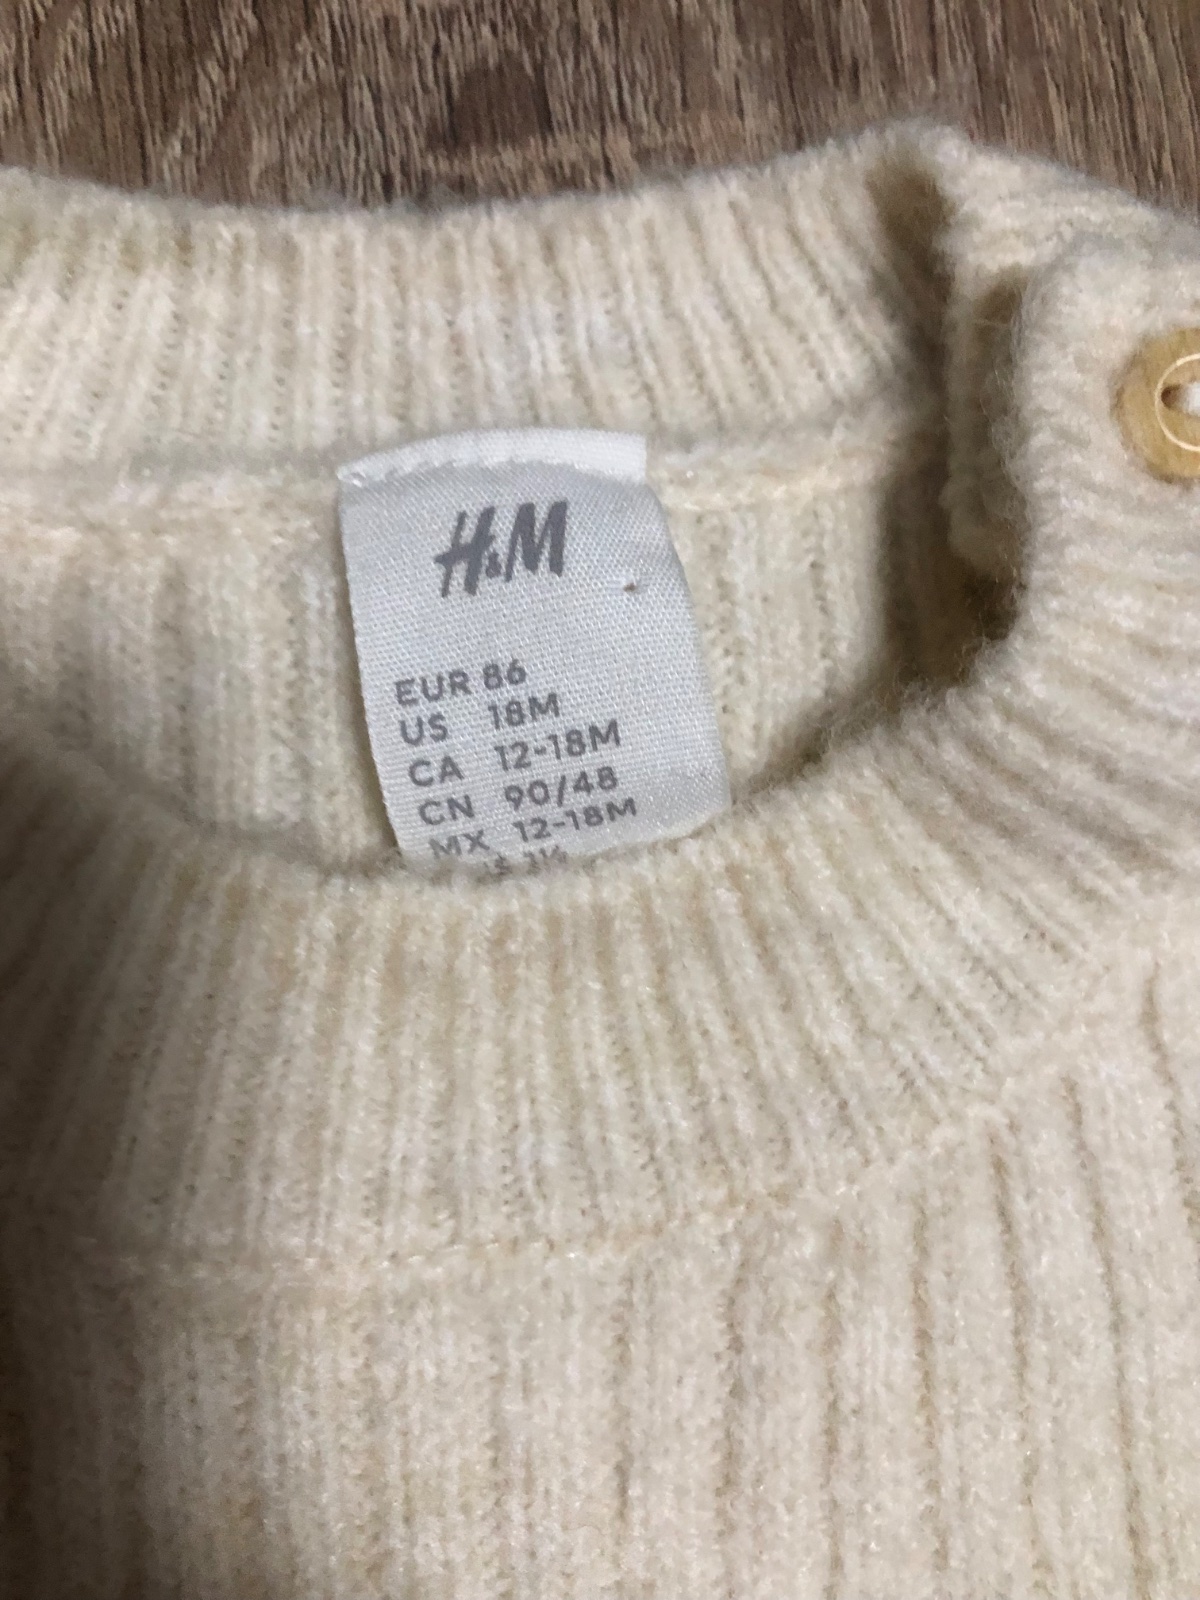 H&M
EUR 86
US 18M
CA 12-18M
CN 90/48
MX 12-18M